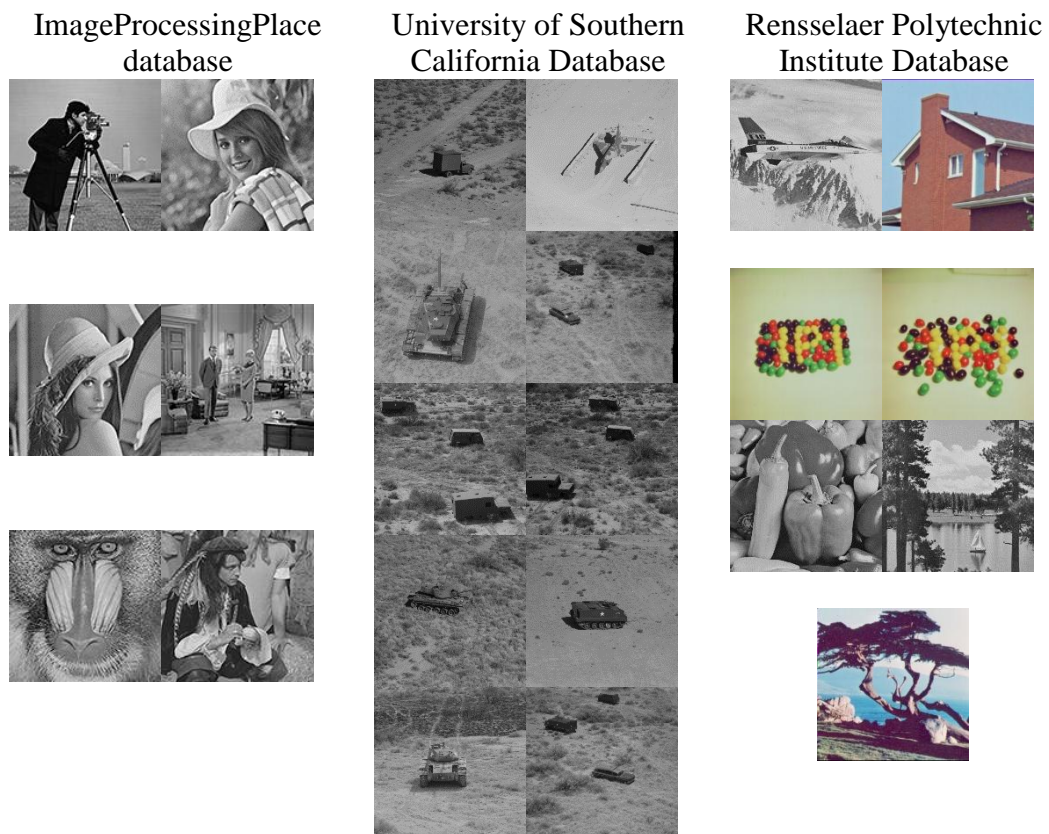 ImageProcessingPlace
database
University of Southern
California Database
Rensselaer Polytechnic
Institute Database